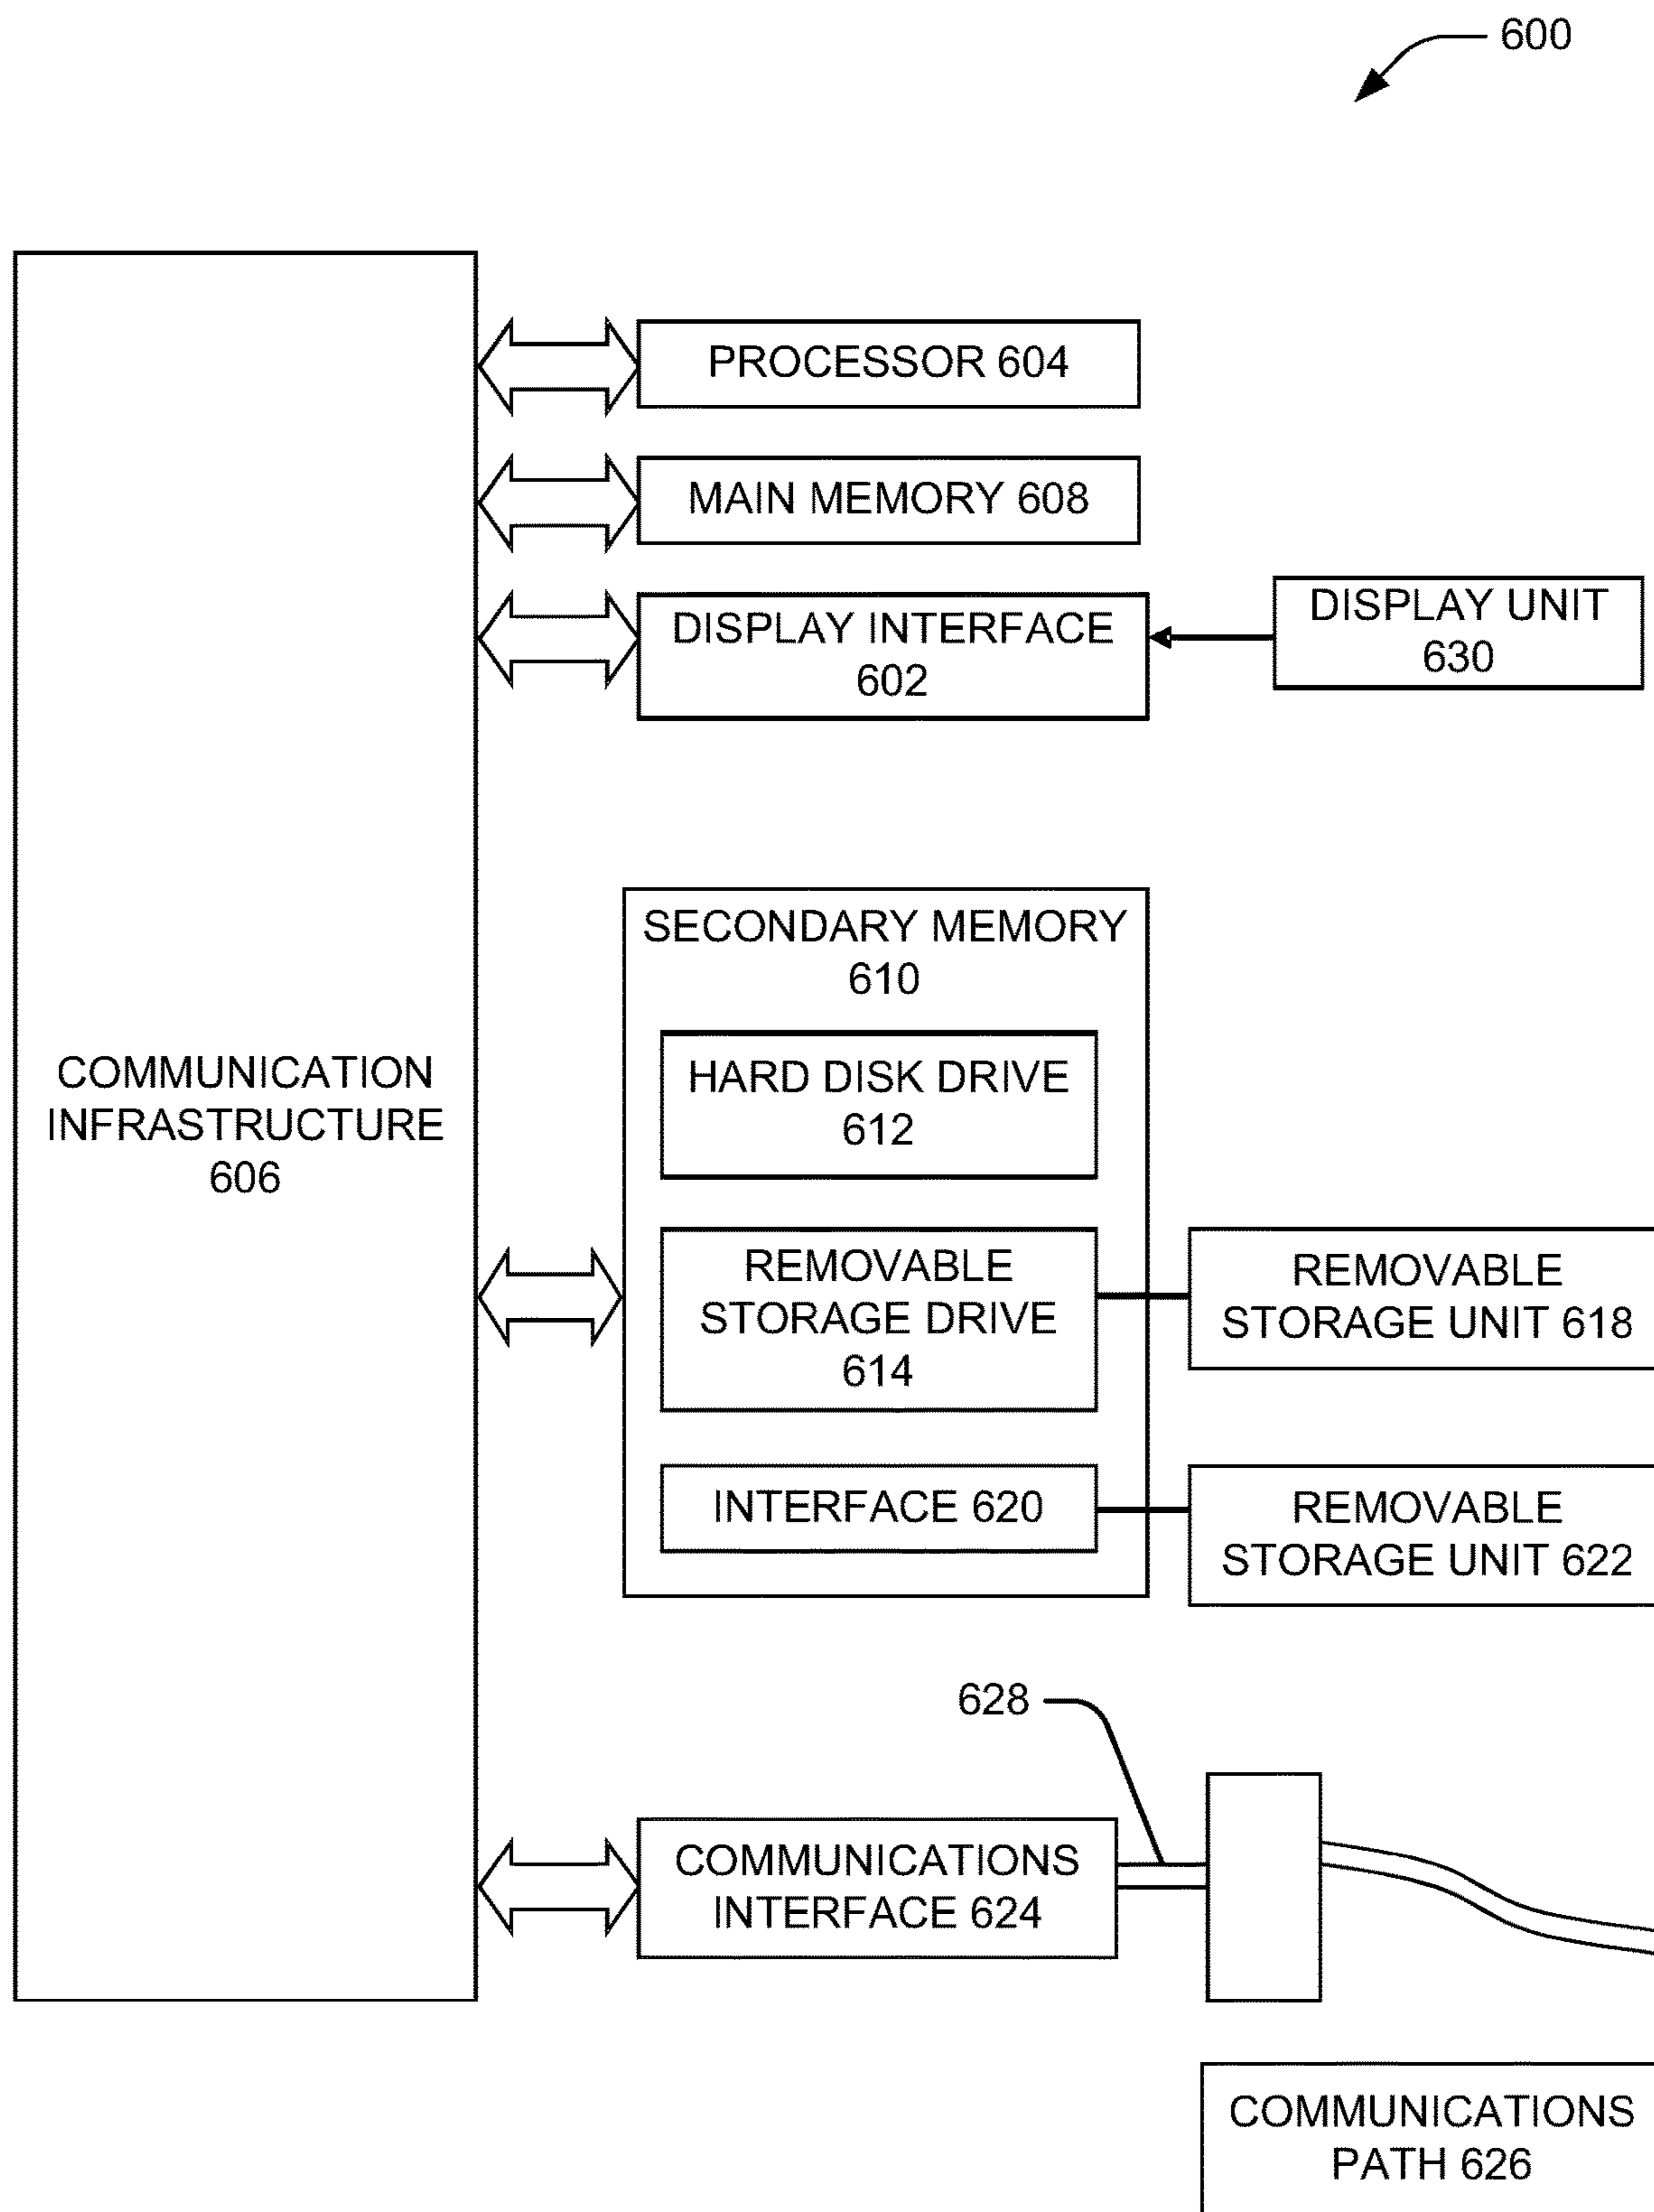 600
PROCESSOR 604
MAIN MEMORY 608
DISPLAY INTERFACE
602
DISPLAY UNIT
630
COMMUNICATION
INFRASTRUCTURE
606
SECONDARY MEMORY
610
HARD DISK DRIVE
612
REMOVABLE
STORAGE DRIVE
614
REMOVABLE
STORAGE UNIT 618
INTERFACE 620
REMOVABLE
STORAGE UNIT 622
628
COMMUNICATIONS
INTERFACE 624
COMMUNICATIONS
PATH 626